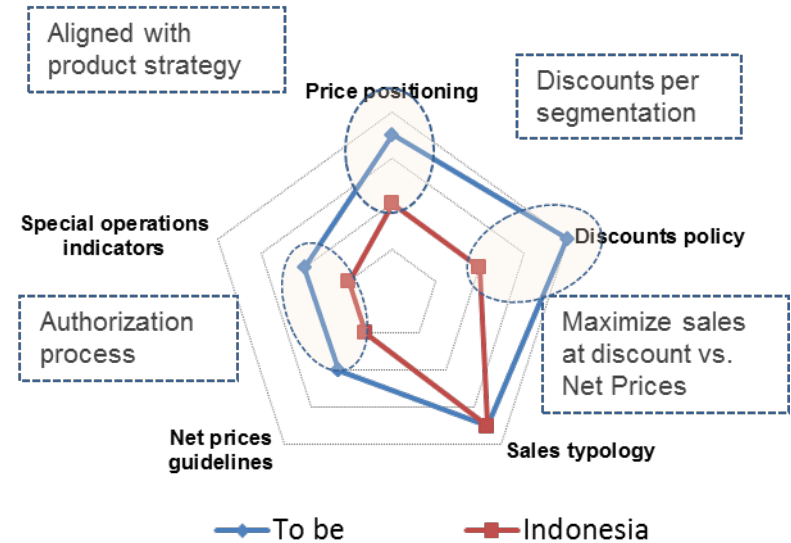 Aligned with
product strategy
Price positioning
Discounts per
segmentation
Special operations
indicators
Discounts policy
Authorization
process
Maximize sales
at discount vs.
Net Prices
Net prices
guidelines
Sales typology
To be
Indonesia